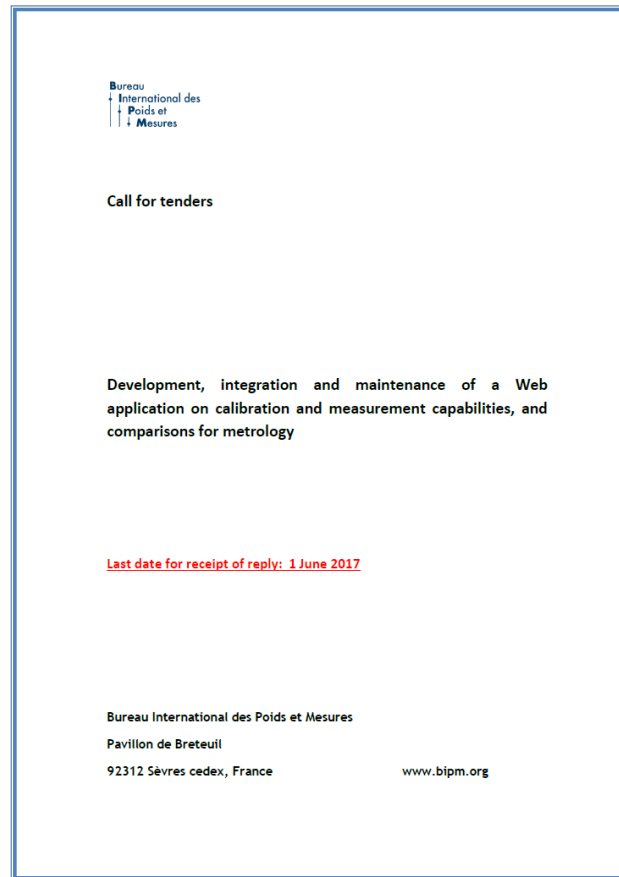 Bureau
International des
Poids et
Mesures
Call for tenders
Development, integration and maintenance of a Web
application on calibration and measurement capabilities, and
comparisons for metrology
Last date for receipt of reply: 1 June 2017
Bureau International des Poids et Mesures
Pavillon de Breteuil
92312 Sèvres cedex, France www.bipm.org